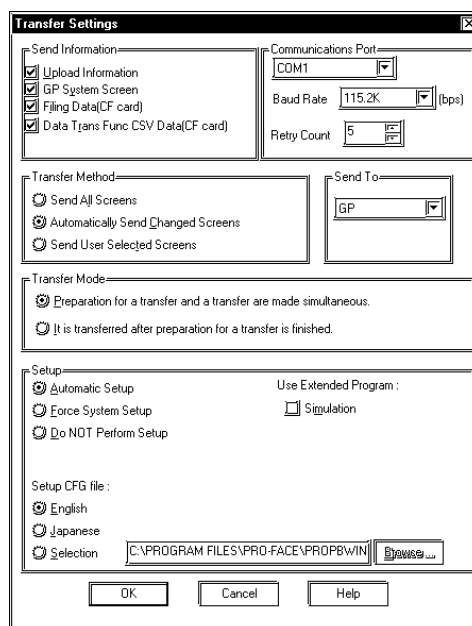 Transfer Settings
Send Information
Upload Information
GP System Screen
Filing Data(CF card)
Data Trans Func CSV Data(CF card)
Communications Port
COM1
Baud Rate 115.2K (bps)
Retry Count 5
Transfer Method
Send All Screens
Automatically Send Changed Screens
Send User Selected Screens
Send To
GP
Transfer Mode
Preparation for a transfer and a transfer are made simultaneous.
It is transferred after preparation for a transfer is finished.
Setup
Automatic Setup
Force System Setup
Do NOT Perform Setup
Use Extended Program :
Simulation
Setup CFG file :
English
Japanese
Selection C:\PROGRAM FILES\PRO-FACE\PROPBWIN Browse ...
OK Cancel Help